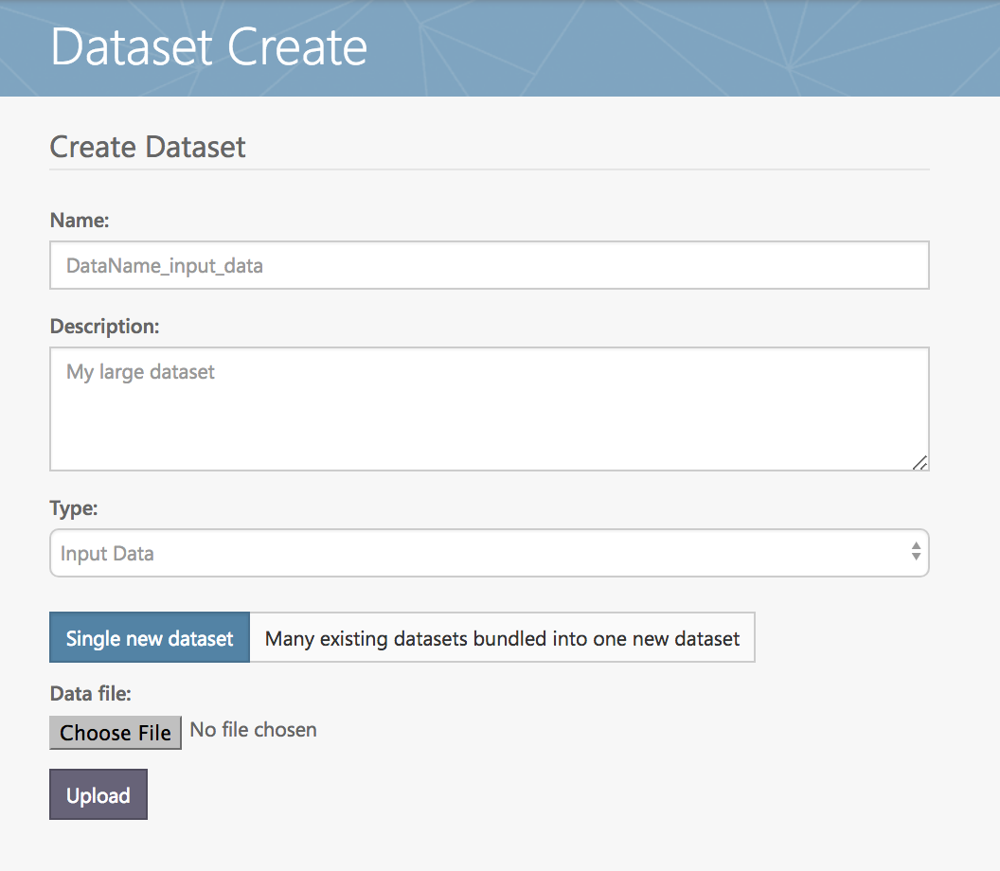 Dataset Create
Create Dataset
Name:
DataName_input_data
Description:
My large dataset
Type:
Input Data
Single new dataset Many existing datasets bundled into one new dataset
Data file:
Choose File No file chosen
Upload